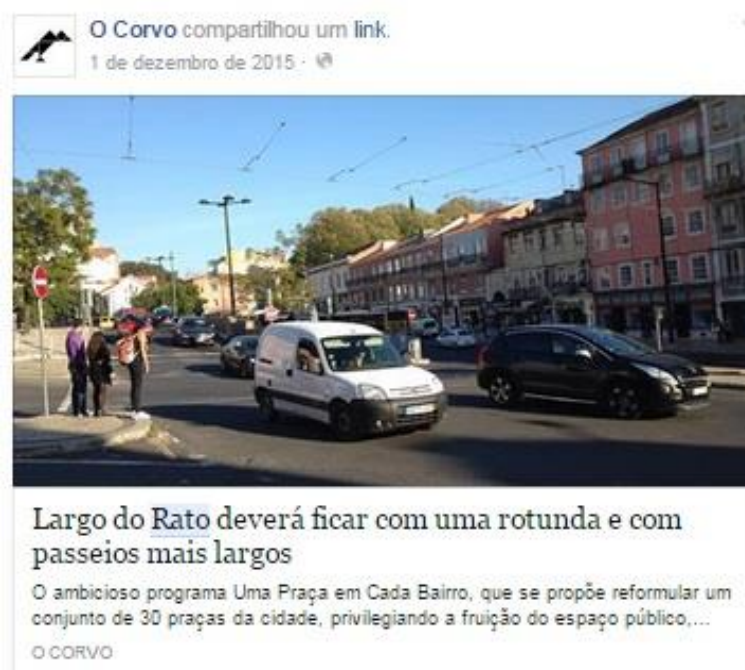 O Corvo compartilhou um link.
1 de dezembro de 2015 ·
Largo do Rato deverá ficar com uma rotunda e com
passeios mais largos
O ambicioso programa Uma Praça em Cada Bairro, que se propõe reformular um
conjunto de 30 praças da cidade, privilegiando a fruição do espaço público,...
O CORVO